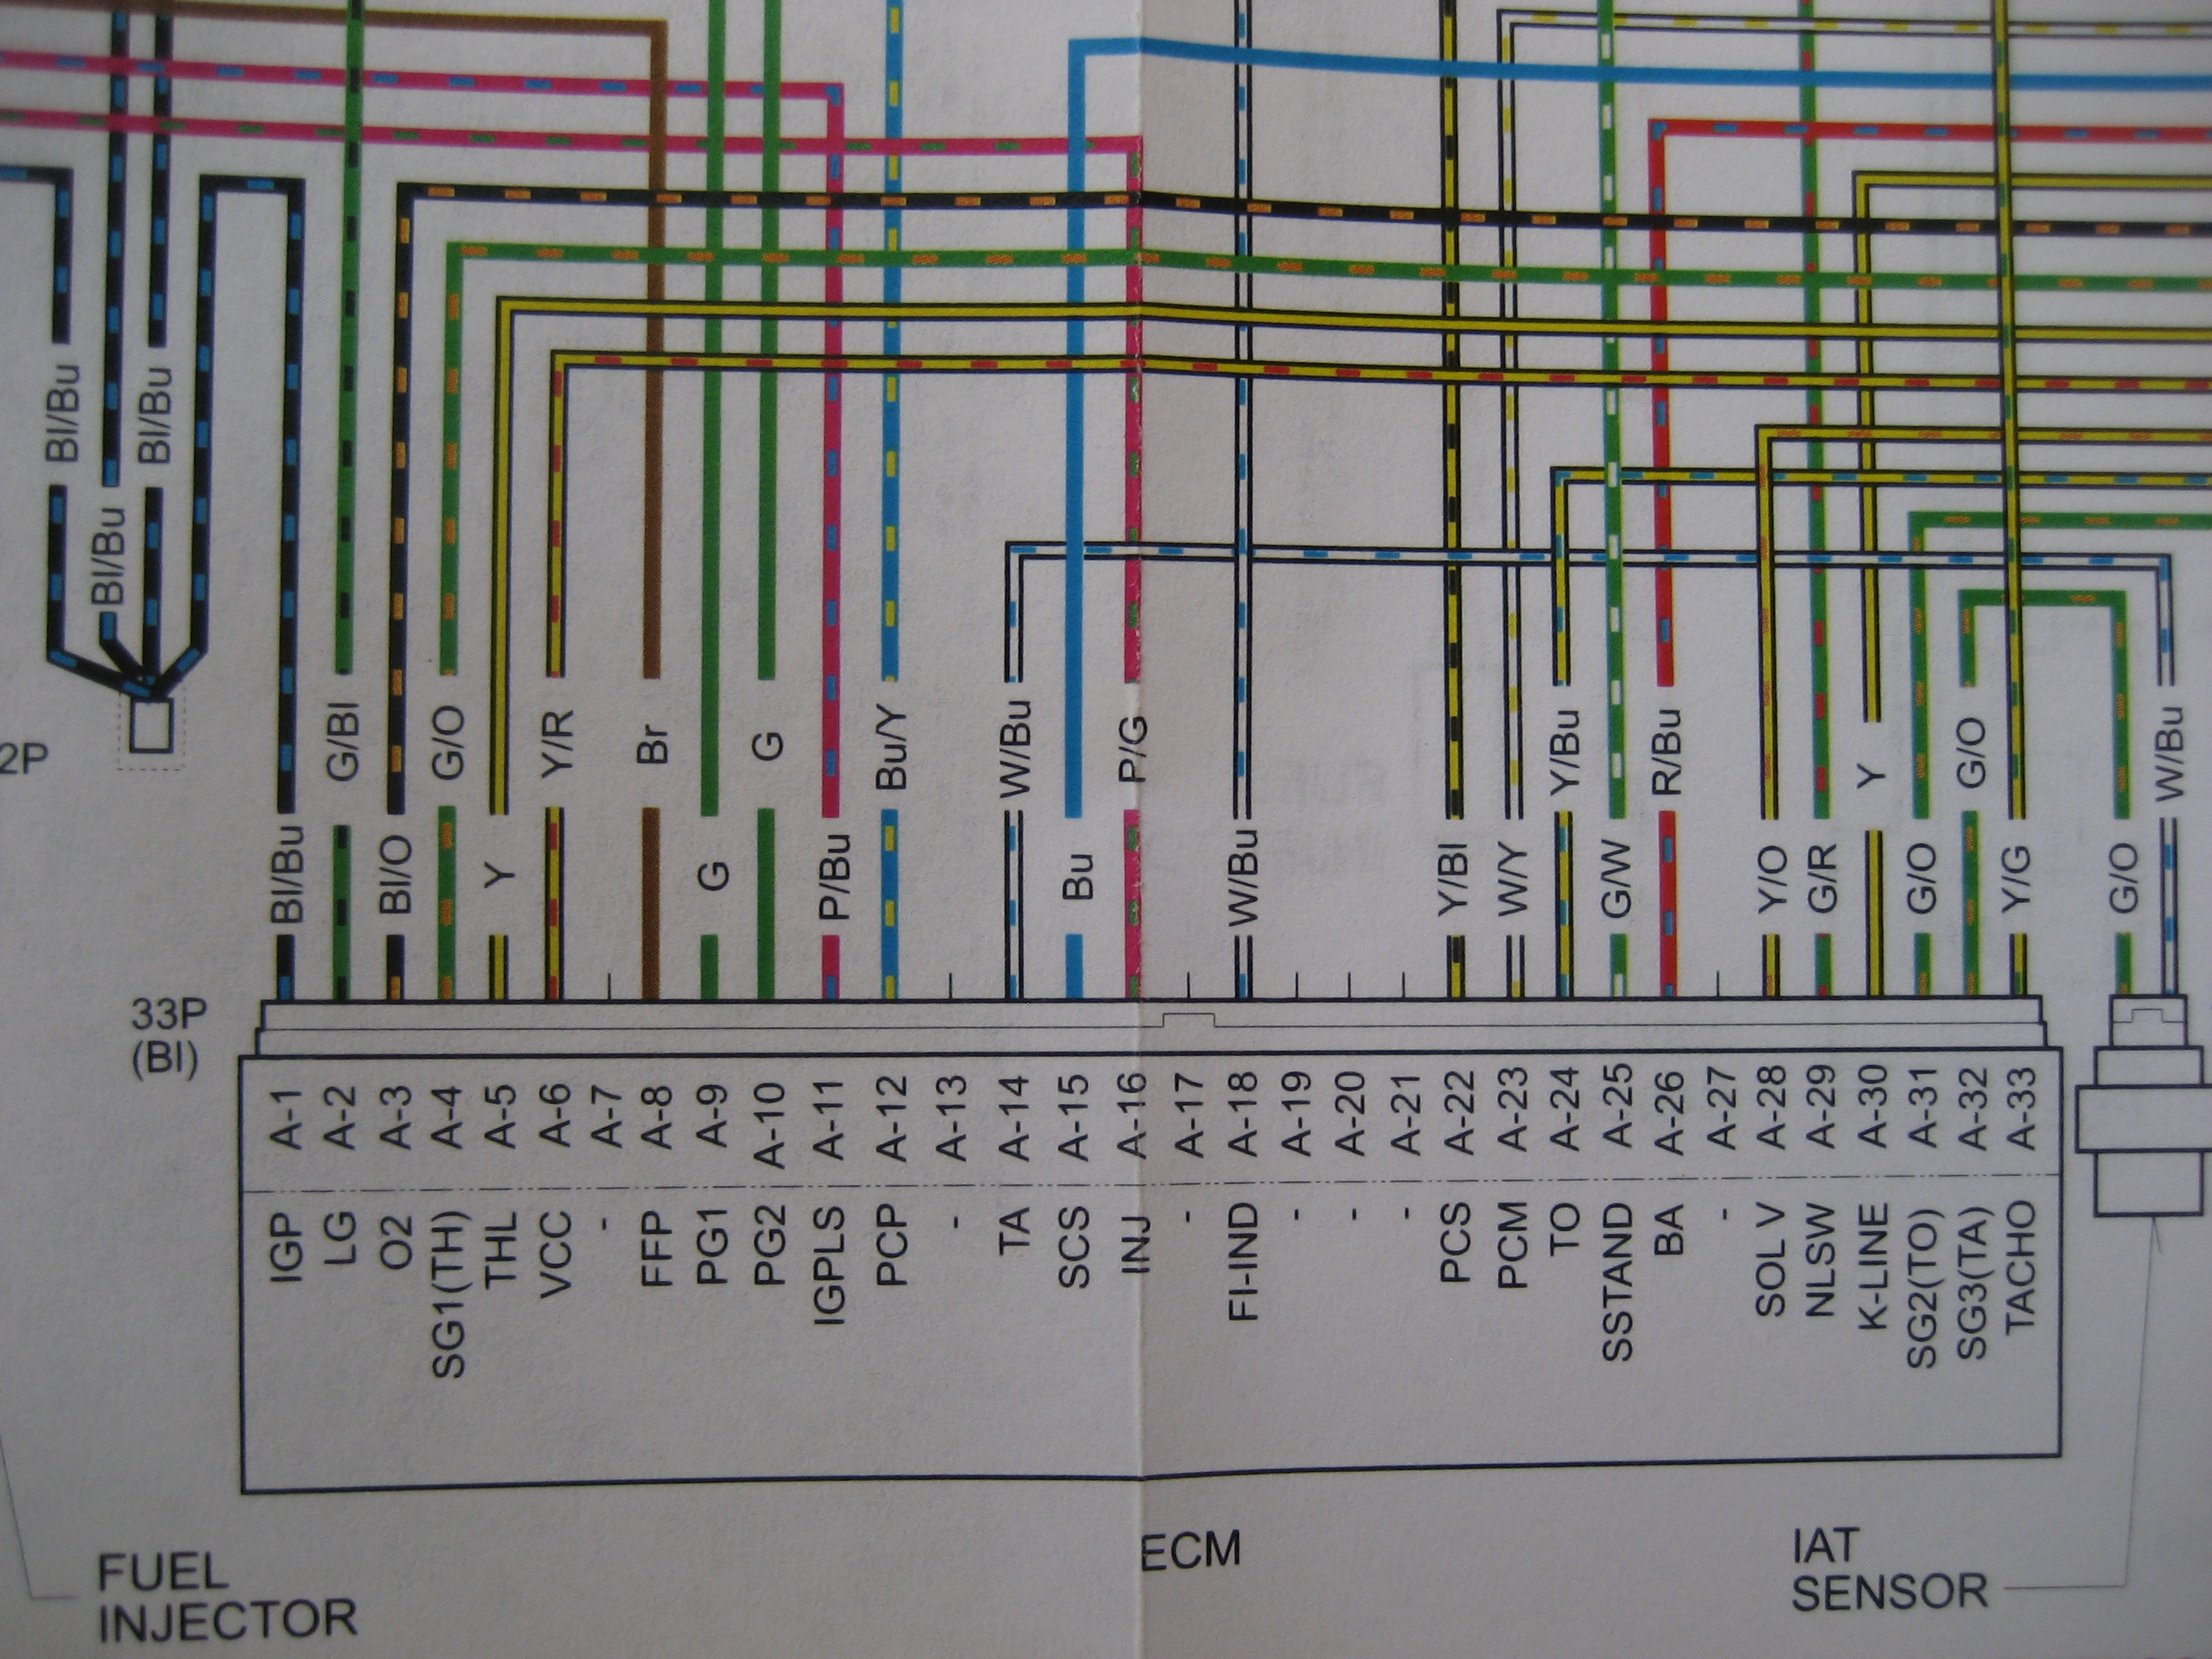 Bl/Bu
Bl/Bu
Bl/Bu
2P
Bl/Bu
G/Bl
Bl/O
G/O
Y
Y/R
Br
G
G
P/Bu
Bu/Y
W/Bu
Bu
P/G
W/Bu
Y/Bl
W/Y
Y/Bu
G/W
R/Bu
Y/O
G/R
Y
G/O
G/O
Y/G
G/O
W/Bu
33P
(Bl)
A-1
A-2
A-3
A-4
A-5
A-6
A-7
A-8
A-9
A-10
A-11
A-12
A-13
A-14
A-15
A-16
A-17
A-18
A-19
A-20
A-21
A-22
A-23
A-24
A-25
A-26
A-27
A-28
A-29
A-30
A-31
A-32
A-33
IGP
LG
O2
SG1(TH)
THL
VCC
-
FFP
PG1
PG2
IGPLS
PCP
-
TA
SCS
INJ
-
FI-IND
-
-
-
PCS
PCM
TO
SSTAND
BA
-
SOL V
NLSW
K-LINE
SG2(TO)
SG3(TA)
TACHO
FUEL
INJECTOR
ECM
IAT
SENSOR